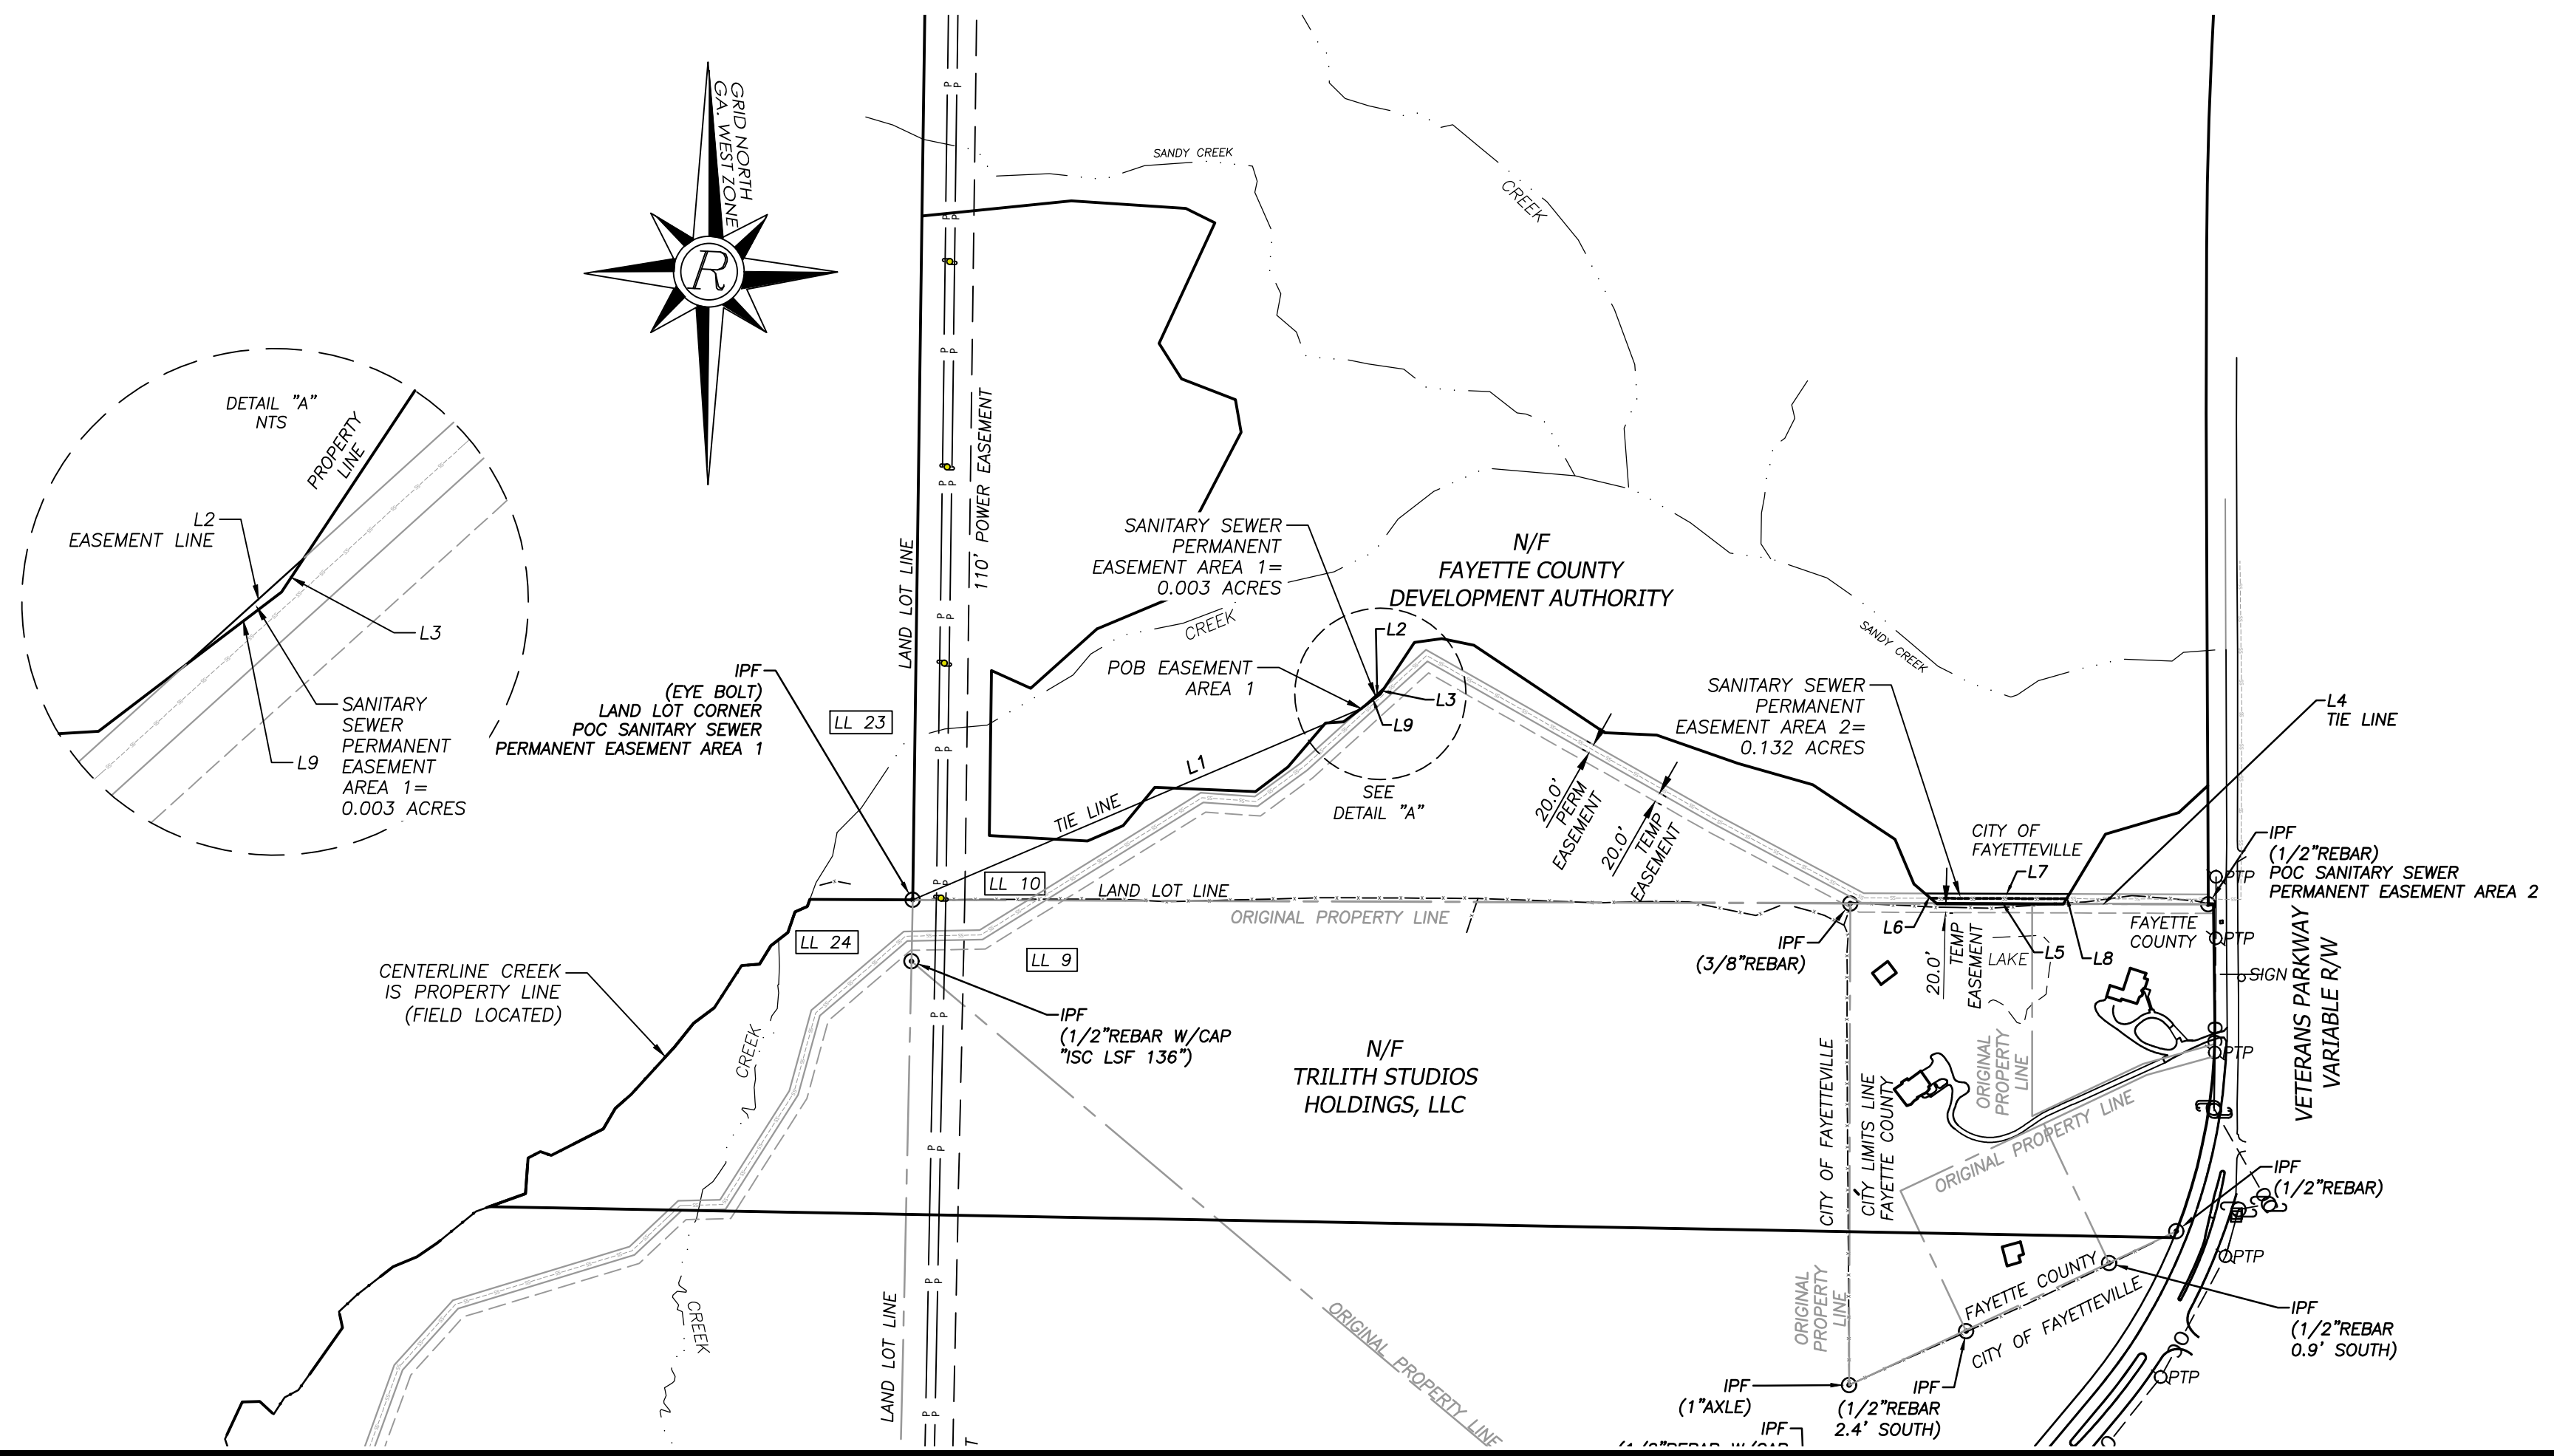 GRID NORTH
GA. WEST ZONE
R
DETAIL "A"
NTS
PROPERTY
LINE
L2
EASEMENT LINE
L3
L9
SANITARY
SEWER
PERMANENT
EASEMENT
AREA 1=
0.003 ACRES
SANDY CREEK
CREEK
110' POWER EASEMENT
LAND LOT LINE
SANITARY SEWER
PERMANENT
EASEMENT AREA 1=
0.003 ACRES
N/F
FAYETTE COUNTY
DEVELOPMENT AUTHORITY
CREEK
SANDY CREEK
L2
L3
L9
POB EASEMENT
AREA 1
IPF
(EYE BOLT)
LAND LOT CORNER
POC SANITARY SEWER
PERMANENT EASEMENT AREA 1
LL 23
L1
TIE LINE
SEE
DETAIL "A"
20.0'
PERM
EASEMENT
20.0'
TEMP
EASEMENT
SANITARY SEWER
PERMANENT
EASEMENT AREA 2=
0.132 ACRES
L4
TIE LINE
CITY OF
FAYETTEVILLE
L7
IPF
(1/2"REBAR)
POC SANITARY SEWER
PERMANENT EASEMENT AREA 2
PTP
LL 10
LAND LOT LINE
ORIGINAL PROPERTY LINE
LL 24
LL 9
IPF
(3/8"REBAR)
L6
20.0'
TEMP
EASEMENT
LAKE
L5
L8
FAYETTE
COUNTY
PTP
SIGN
VETERANS PARKWAY
VARIABLE R/W
CENTERLINE CREEK
IS PROPERTY LINE
(FIELD LOCATED)
IPF
(1/2"REBAR W/CAP
"ISC LSF 136")
CREEK
N/F
TRILITH STUDIOS
HOLDINGS, LLC
CITY OF FAYETTEVILLE
CITY LIMITS LINE
FAYETTE COUNTY
ORIGINAL
PROPERTY
LINE
PTP
ORIGINAL PROPERTY LINE
IPF
(1/2"REBAR)
PTP
CREEK
LAND LOT LINE
ORIGINAL PROPERTY LINE
ORIGINAL
PROPERTY
LINE
FAYETTE COUNTY
CITY OF FAYETTEVILLE
IPF
(1/2"REBAR
0.9' SOUTH)
PTP
IPF
(1"AXLE)
IPF
(1/2"REBAR
2.4' SOUTH)
IPF